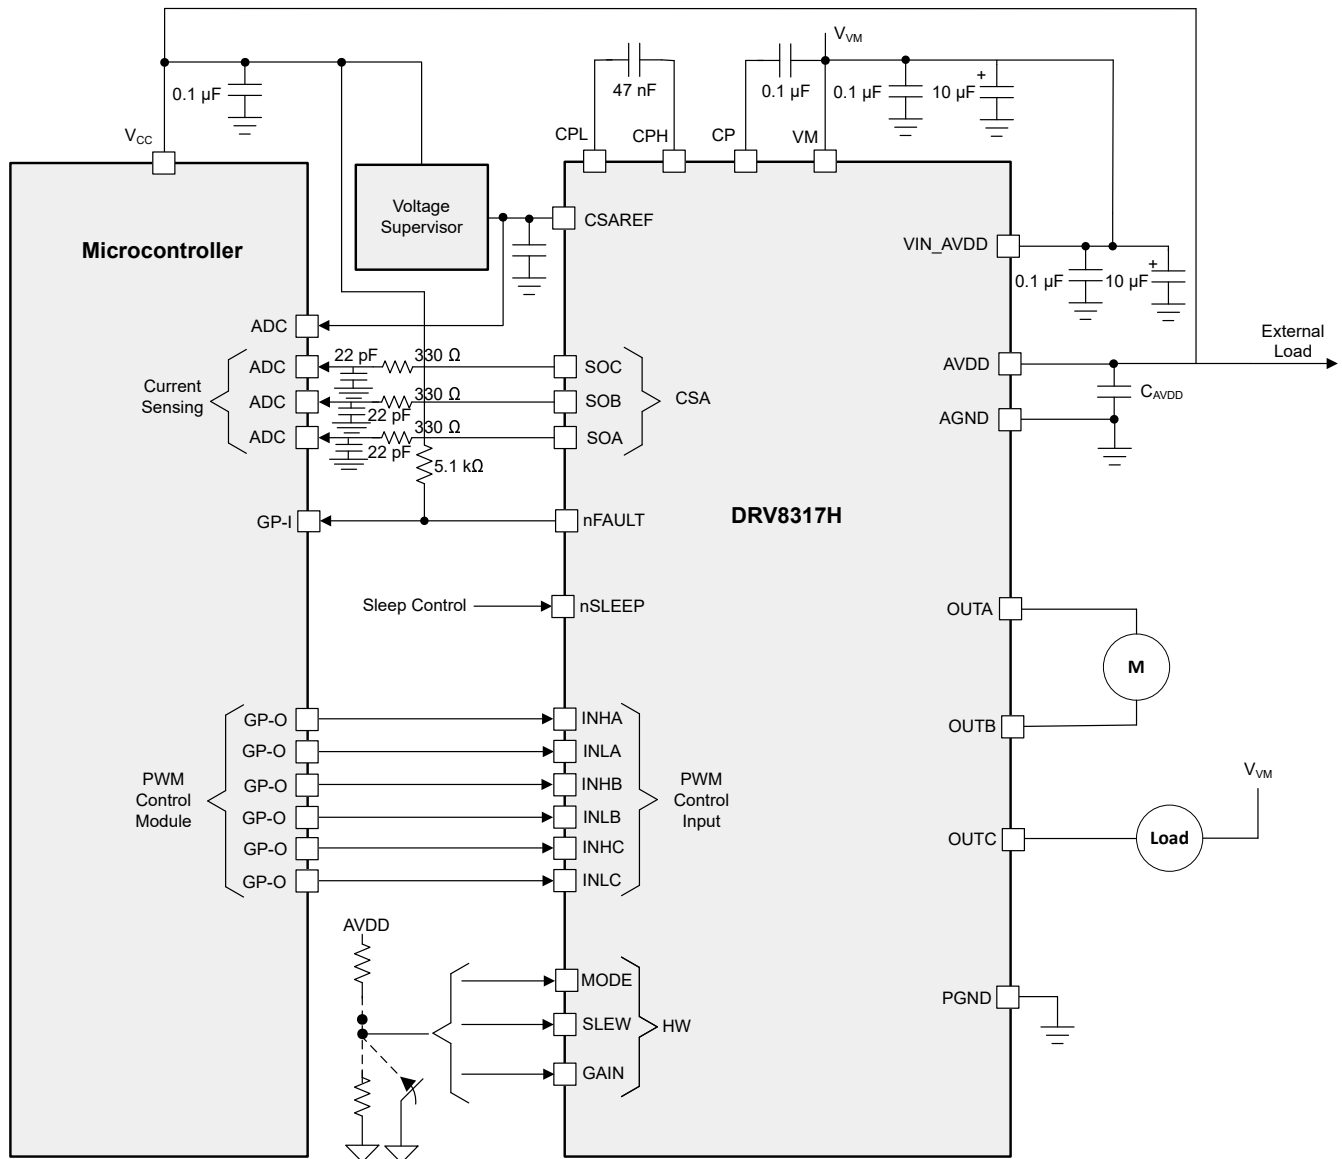 V_VM
0.1 µF
47 nF
0.1 µF
0.1 µF
+
10 µF
V_CC
CPL
CPH
CP
VM
Microcontroller
Voltage
Supervisor
CSAREF
VIN_AVDD
0.1 µF
+
10 µF
ADC
ADC
ADC
ADC
Current
Sensing
22 pF
330 Ω
330 Ω
22 pF
330 Ω
22 pF
5.1 kΩ
SOC
SOB
SOA
CSA
AVDD
External
Load
C_AVDD
AGND
GP-I
nFAULT
DRV8317H
Sleep Control
nSLEEP
OUTA
M
OUTB
GP-O
GP-O
GP-O
GP-O
GP-O
GP-O
PWM
Control
Module
INHA
INLA
INHB
INLB
INHC
INLC
PWM
Control
Input
V_VM
OUTC
Load
AVDD
MODE
SLEW
GAIN
HW
PGND